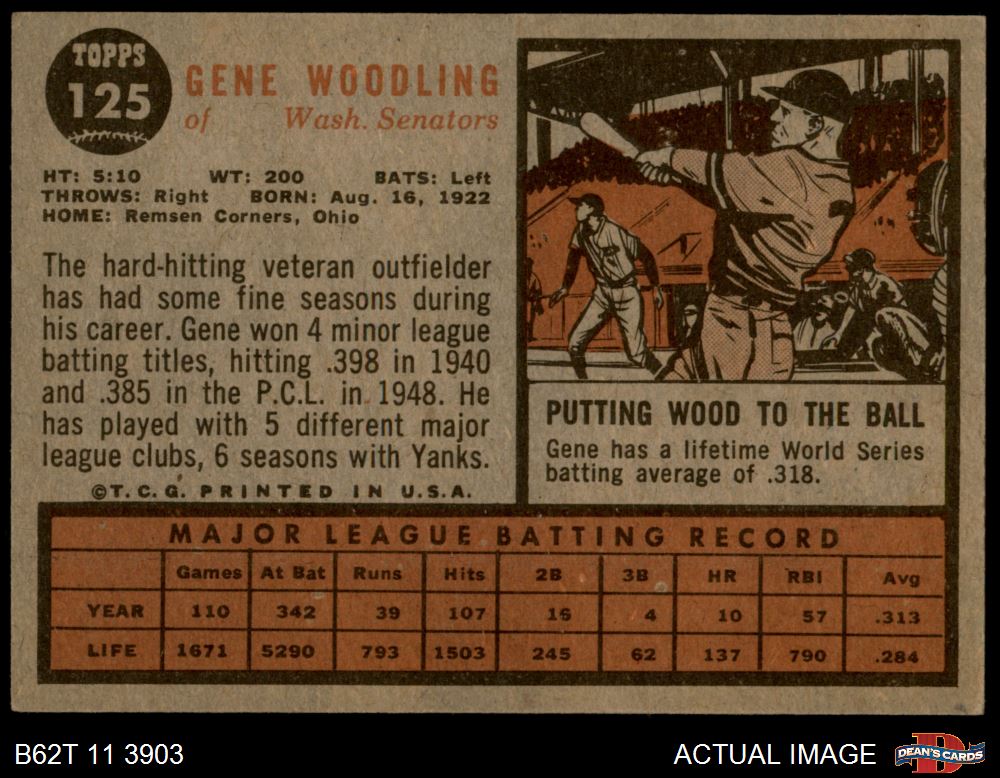 TOPPS
125
GENE WOODLING
of Wash. Senators
HT: 5:10 WT: 200 BATS: Left
THROWS: Right BORN: Aug. 16, 1922
HOME: Remsen Corners, Ohio
The hard-hitting veteran outfielder
has had some fine seasons during
his career. Gene won 4 minor league
batting titles, hitting .398 in 1940
and .385 in the P.C.L. in 1948. He
has played with 5 different major
league clubs, 6 seasons with Yanks.
©T.C.G. PRINTED IN U.S.A.
PUTTING WOOD TO THE BALL
Gene has a lifetime World Series
batting average of .318.
MAJOR LEAGUE BATTING RECORD
Games At Bat Runs Hits 2B 3B HR RBI Avg
YEAR 110 342 39 107 16 4 10 57 .313
LIFE 1671 5290 793 1503 245 62 137 790 .284
B62T 11 3903
ACTUAL IMAGE
DEAN'S CARDS